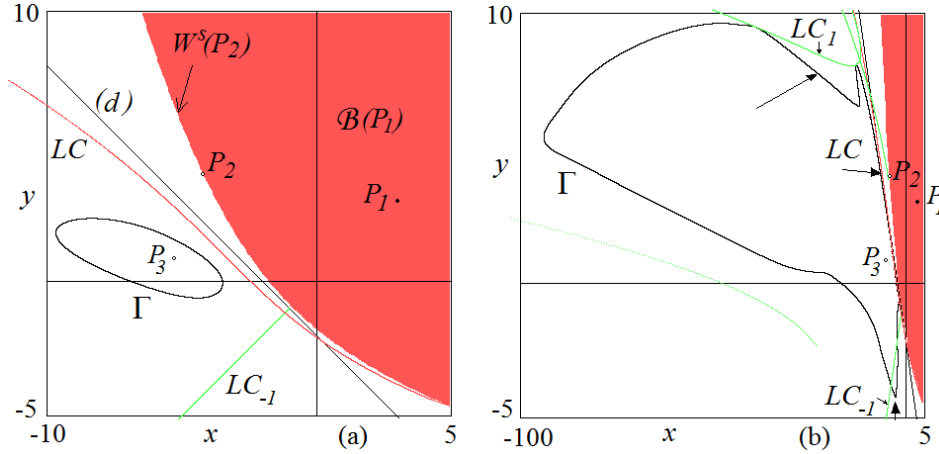 10
W^s(P_2)
(d)
ℬ(P_1)
LC
P_2
P_1
y
P_3
Γ
LC_{-1}
-5
-10
x
(a)
5
10
LC_1
LC
y
P_2
Γ
P
P_3
LC_{-1}
-5
-100
x
(b)
5